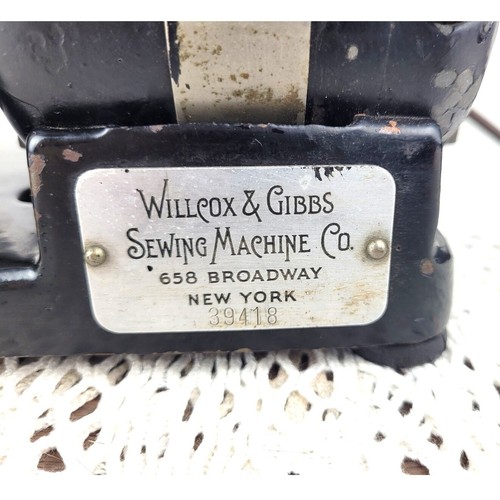 WILLCOX & GIBBS
SEWING MACHINE CO.
658 BROADWAY
NEW YORK
39418